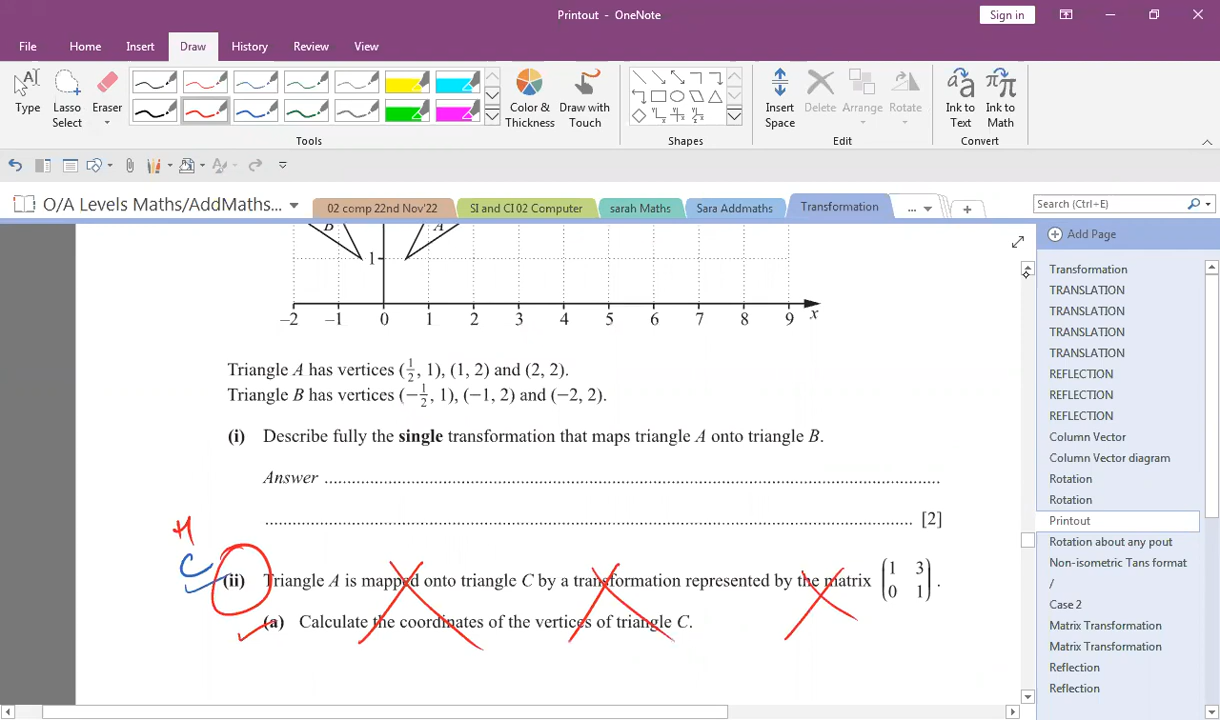 Printout - OneNote
Sign in
File Home Insert Draw History Review View
Type
Lasso Select
Eraser
Color & Thickness
Draw with Touch
Insert Space
Delete
Arrange
Rotate
Ink to Text
Ink to Math
Tools
Shapes
Edit
Convert
O/A Levels Maths/AddMaths...
02 comp 22nd Nov'22
SI and CI 02 Computer
sarah Maths
Sara Addmaths
Transformation
...
Search (Ctrl+E)
Add Page
Transformation
TRANSLATION
TRANSLATION
TRANSLATION
TRANSLATION
REFLECTION
REFLECTION
REFLECTION
Column Vector
Column Vector diagram
Rotation
Rotation
Printout
Rotation about any pout
Non-isometric Tans format
/
Case 2
Matrix Transformation
Matrix Transformation
Reflection
Reflection
B A
1
–2 –1 0 1 2 3 4 5 6 7 8 9 x
Triangle A has vertices (1/2, 1), (1, 2) and (2, 2).
Triangle B has vertices (−1/2, 1), (−1, 2) and (−2, 2).
(i) Describe fully the single transformation that maps triangle A onto triangle B.
Answer ..........................................................................................
.......................................................................................... [2]
C
(ii) Triangle A is mapped onto triangle C by a transformation represented by the matrix (1 3
0 1) .
(a) Calculate the coordinates of the vertices of triangle C.